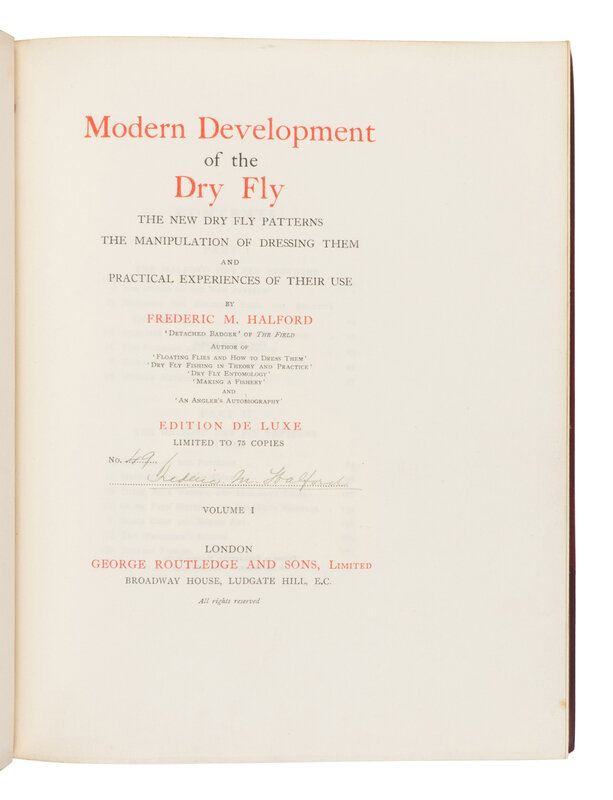 Modern Development
of the
Dry Fly
THE NEW DRY FLY PATTERNS
THE MANIPULATION OF DRESSING THEM
AND
PRACTICAL EXPERIENCES OF THEIR USE
BY
FREDERIC M. HALFORD
'Detached Badger' of The Field
Author of
'Floating Flies and How to Dress Them'
'Dry Fly Fishing in Theory and Practice'
'Dry Fly Entomology'
'Making a Fishery'
AND
'An Angler's Autobiography'
EDITION DE LUXE
LIMITED TO 75 COPIES
No. 49
Frederic M. Halford
VOLUME I
LONDON
GEORGE ROUTLEDGE AND SONS, Limited
BROADWAY HOUSE, LUDGATE HILL, E.C.
All rights reserved